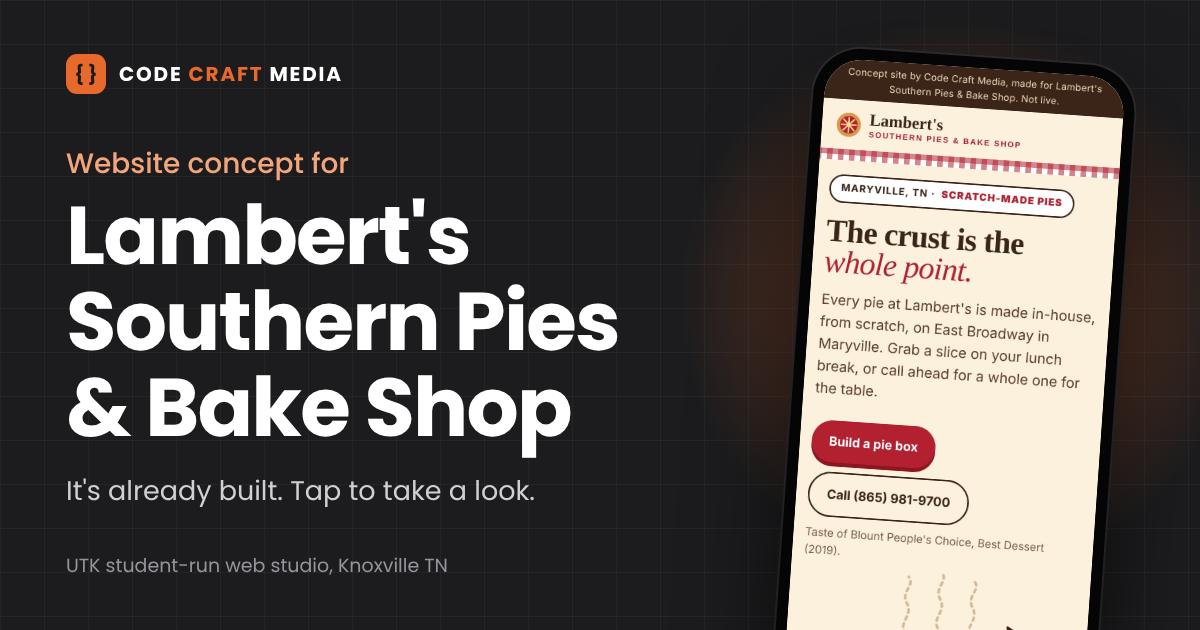 { } CODE CRAFT MEDIA
Website concept for
Lambert's
Southern Pies
& Bake Shop
It's already built. Tap to take a look.
UTK student-run web studio, Knoxville TN
Concept site by Code Craft Media, made for Lambert's
Southern Pies & Bake Shop. Not live.
Lambert's
SOUTHERN PIES & BAKE SHOP
MARYVILLE, TN · SCRATCH-MADE PIES
The crust is the
whole point.
Every pie at Lambert's is made in-house,
from scratch, on East Broadway in
Maryville. Grab a slice on your lunch
break, or call ahead for a whole one for
the table.
Build a pie box
Call (865) 981-9700
Taste of Blount People's Choice, Best Dessert
(2019).